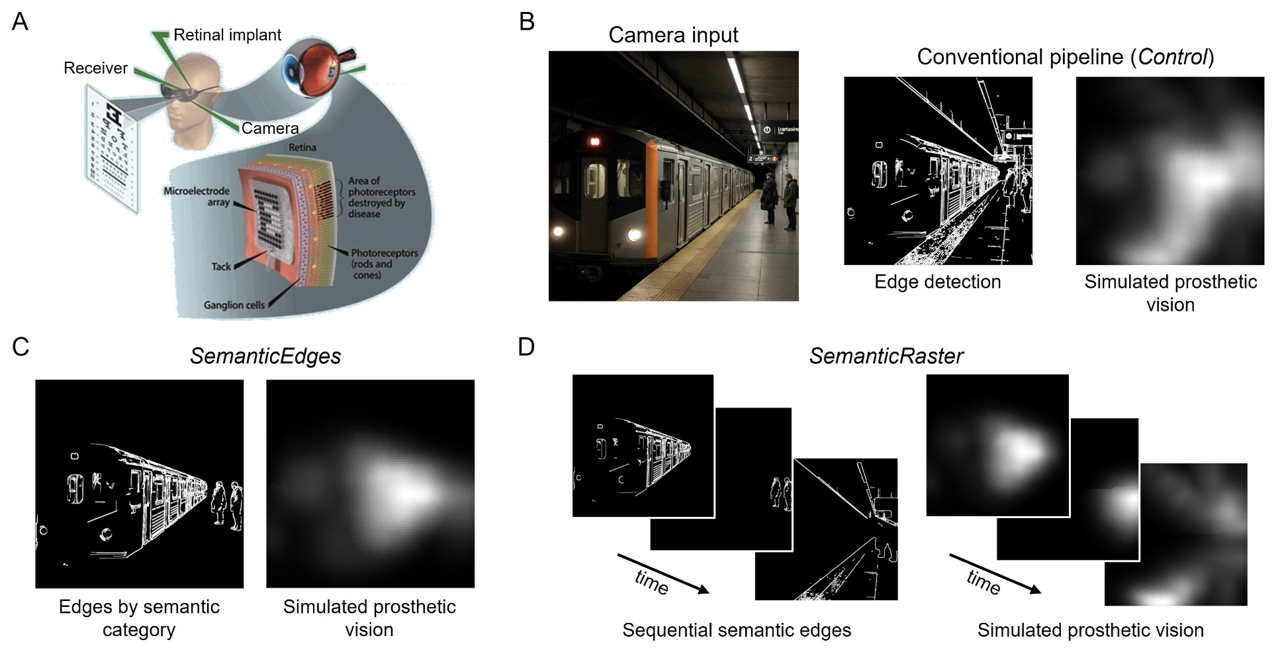 A
Retinal implant
Receiver
Camera
Retina
Microelectrode
array
Area of
photoreceptors
destroyed by
disease
Tack
Photoreceptors
(rods and
cones)
Ganglion cells
B
Camera input
Conventional pipeline (Control)
Edge detection
Simulated prosthetic
vision
C
SemanticEdges
Edges by semantic
category
Simulated prosthetic
vision
D
SemanticRaster
time
time
Sequential semantic edges
Simulated prosthetic vision